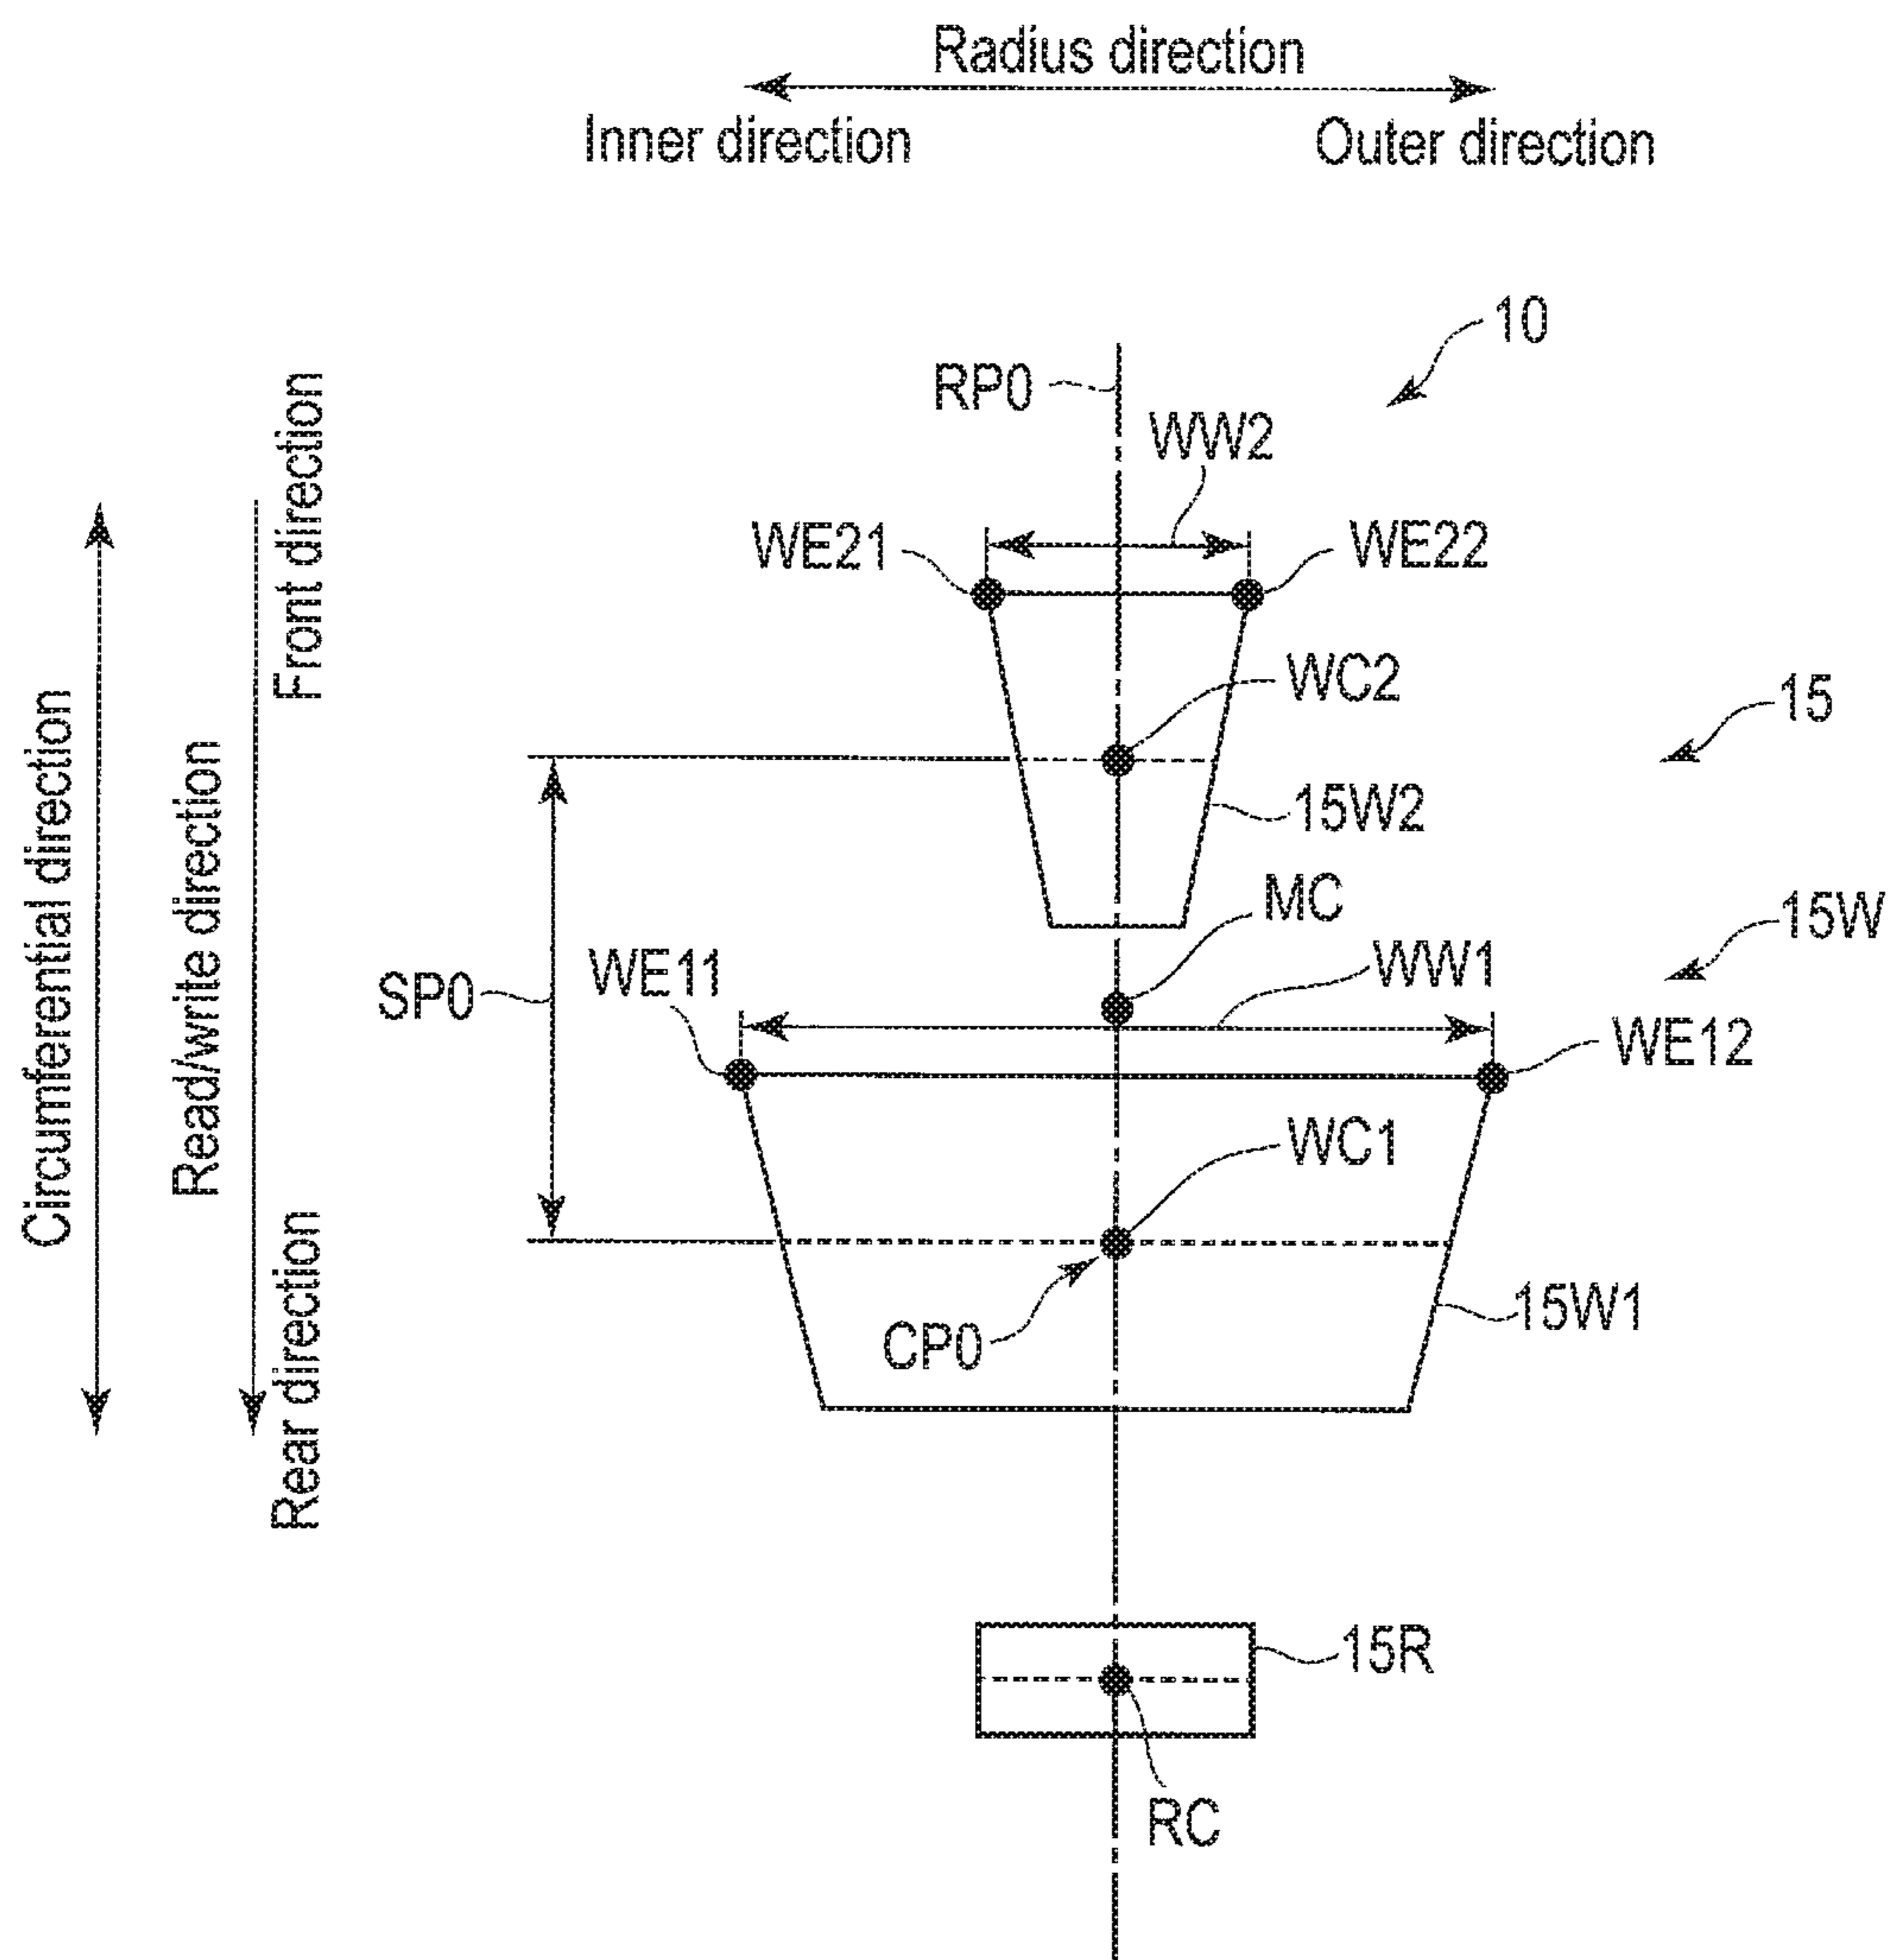 Radius direction
Inner direction
Outer direction
10
RP0
WW2
Front direction
WE21
WE22
WC2
15
Circumferential direction
Read/write direction
15W2
MC
15W
WE11
WW1
SP0
WE12
WC1
15W1
CP0
Rear direction
15R
RC